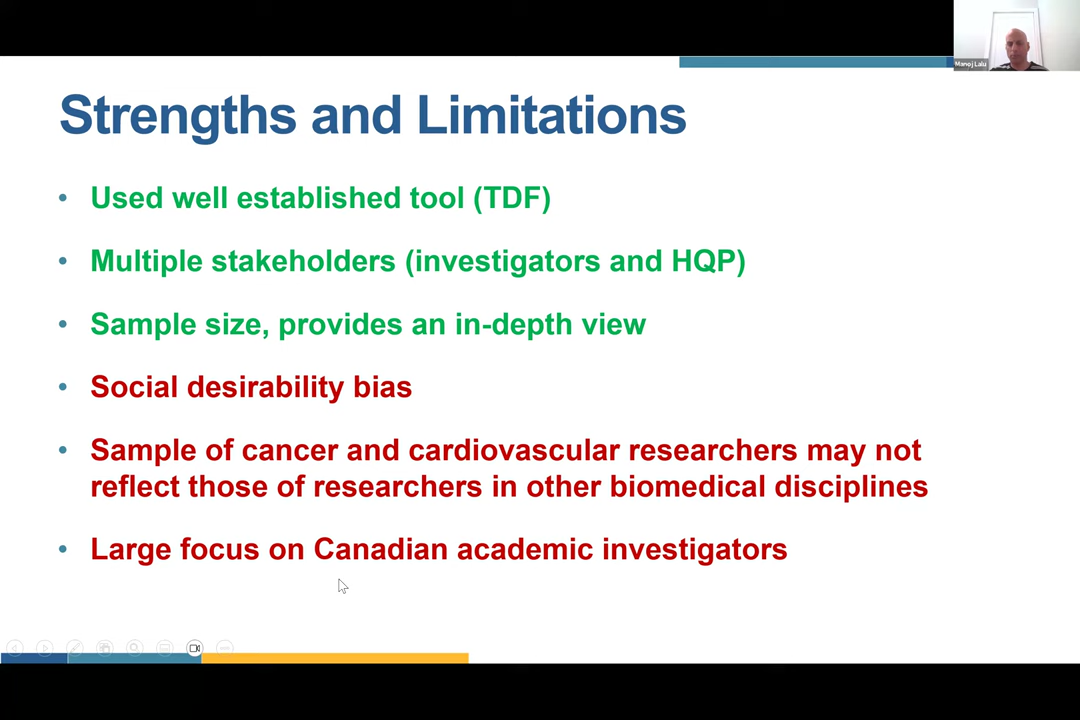 Manoj Lalu
Strengths and Limitations
• Used well established tool (TDF)
• Multiple stakeholders (investigators and HQP)
• Sample size, provides an in-depth view
• Social desirability bias
• Sample of cancer and cardiovascular researchers may not
reflect those of researchers in other biomedical disciplines
• Large focus on Canadian academic investigators